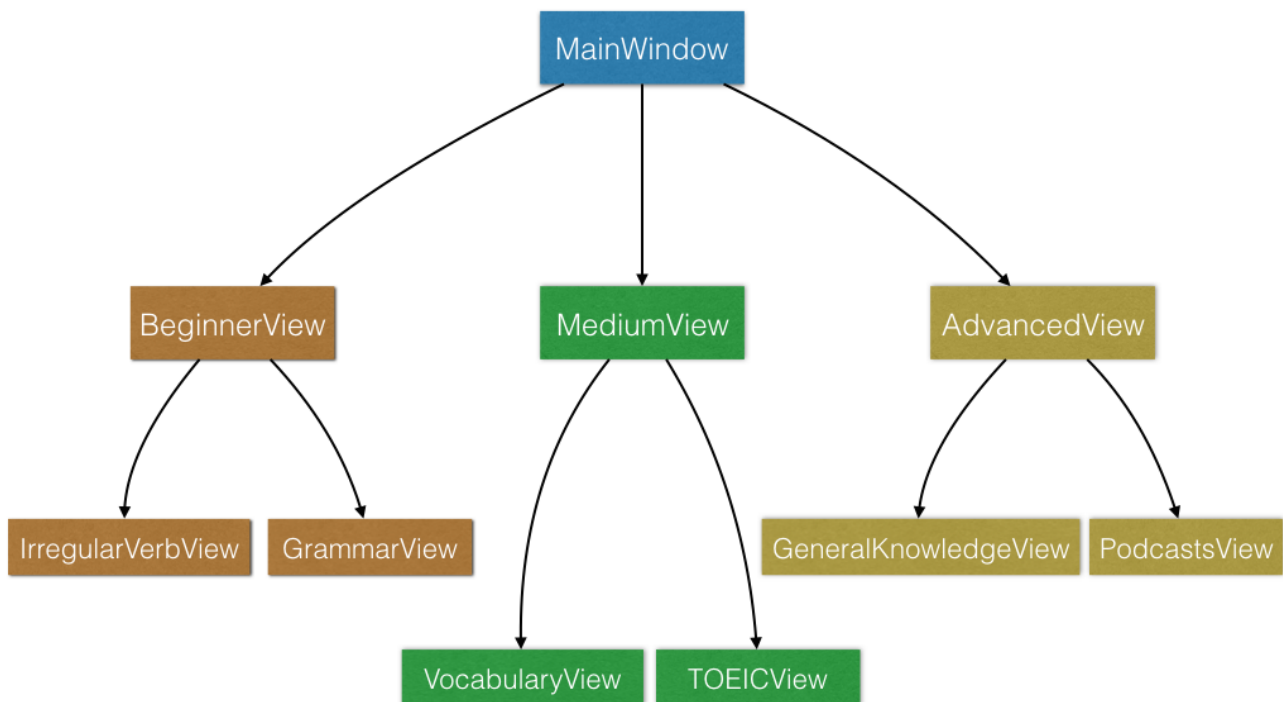 MainWindow
BeginnerView
MediumView
AdvancedView
IrregularVerbView
GrammarView
GeneralKnowledgeView
PodcastsView
VocabularyView
TOEICView